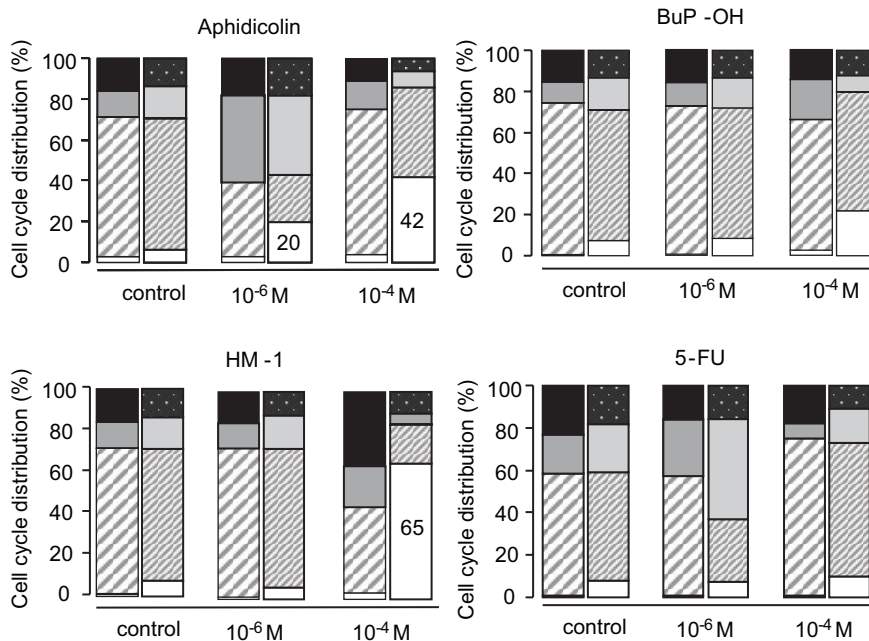 Aphidicolin
Cell cycle distribution (%)
100
80
60
40
20
0
20
42
control
10⁻⁶ M
10⁻⁴ M
BuP -OH
Cell cycle distribution (%)
100
80
60
40
20
0
control
10⁻⁶ M
10⁻⁴ M
HM -1
Cell cycle distribution (%)
100
80
60
40
20
0
65
control
10⁻⁶ M
10⁻⁴ M
5-FU
Cell cycle distribution (%)
100
80
60
40
20
0
control
10⁻⁶ M
10⁻⁴ M